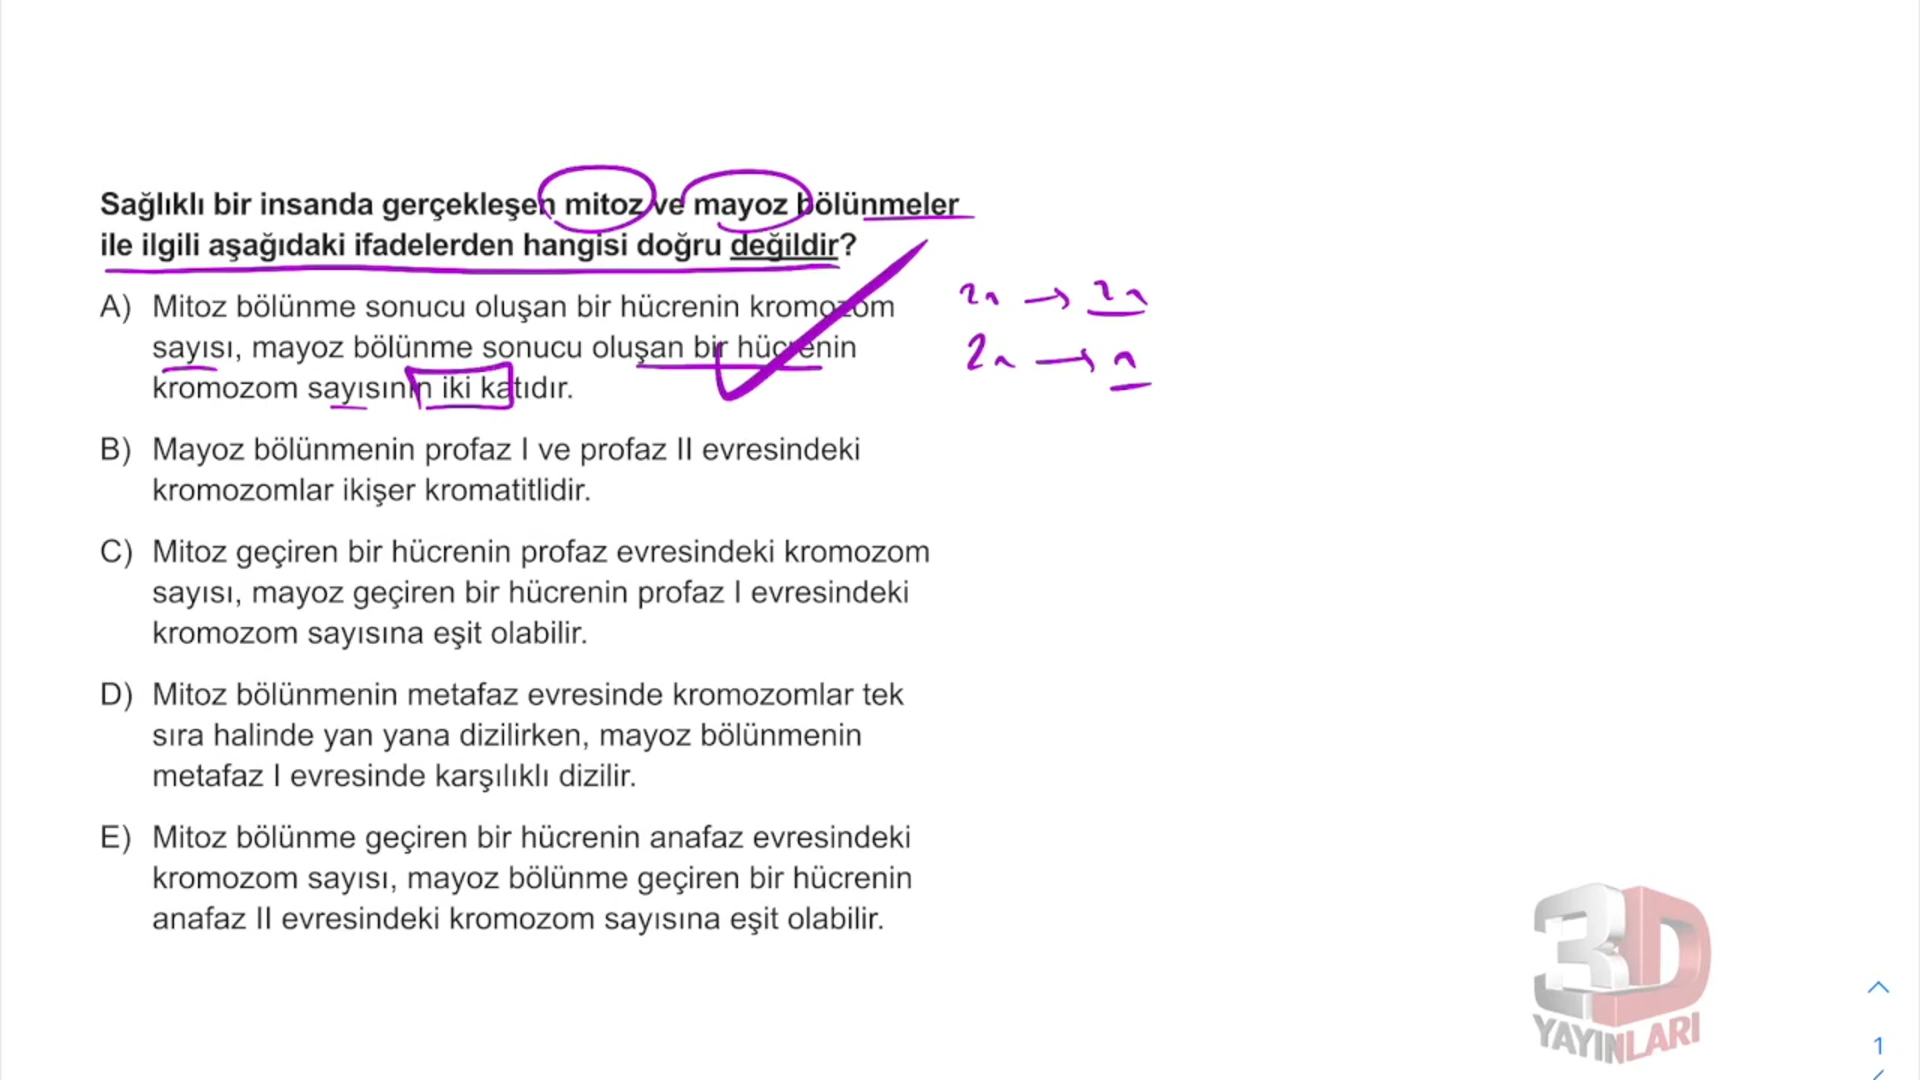 Sağlıklı bir insanda gerçekleşen mitoz ve mayoz bölünmeler
ile ilgili aşağıdaki ifadelerden hangisi doğru değildir?
A) Mitoz bölünme sonucu oluşan bir hücrenin kromozom
sayısı, mayoz bölünme sonucu oluşan bir hücrenin
kromozom sayısının iki katıdır.
2n → 2n
2n → n
B) Mayoz bölünmenin profaz I ve profaz II evresindeki
kromozomlar ikişer kromatitlidir.
C) Mitoz geçiren bir hücrenin profaz evresindeki kromozom
sayısı, mayoz geçiren bir hücrenin profaz I evresindeki
kromozom sayısına eşit olabilir.
D) Mitoz bölünmenin metafaz evresinde kromozomlar tek
sıra halinde yan yana dizilirken, mayoz bölünmenin
metafaz I evresinde karşılıklı dizilir.
E) Mitoz bölünme geçiren bir hücrenin anafaz evresindeki
kromozom sayısı, mayoz bölünme geçiren bir hücrenin
anafaz II evresindeki kromozom sayısına eşit olabilir.
3D
YAYINLARI
1